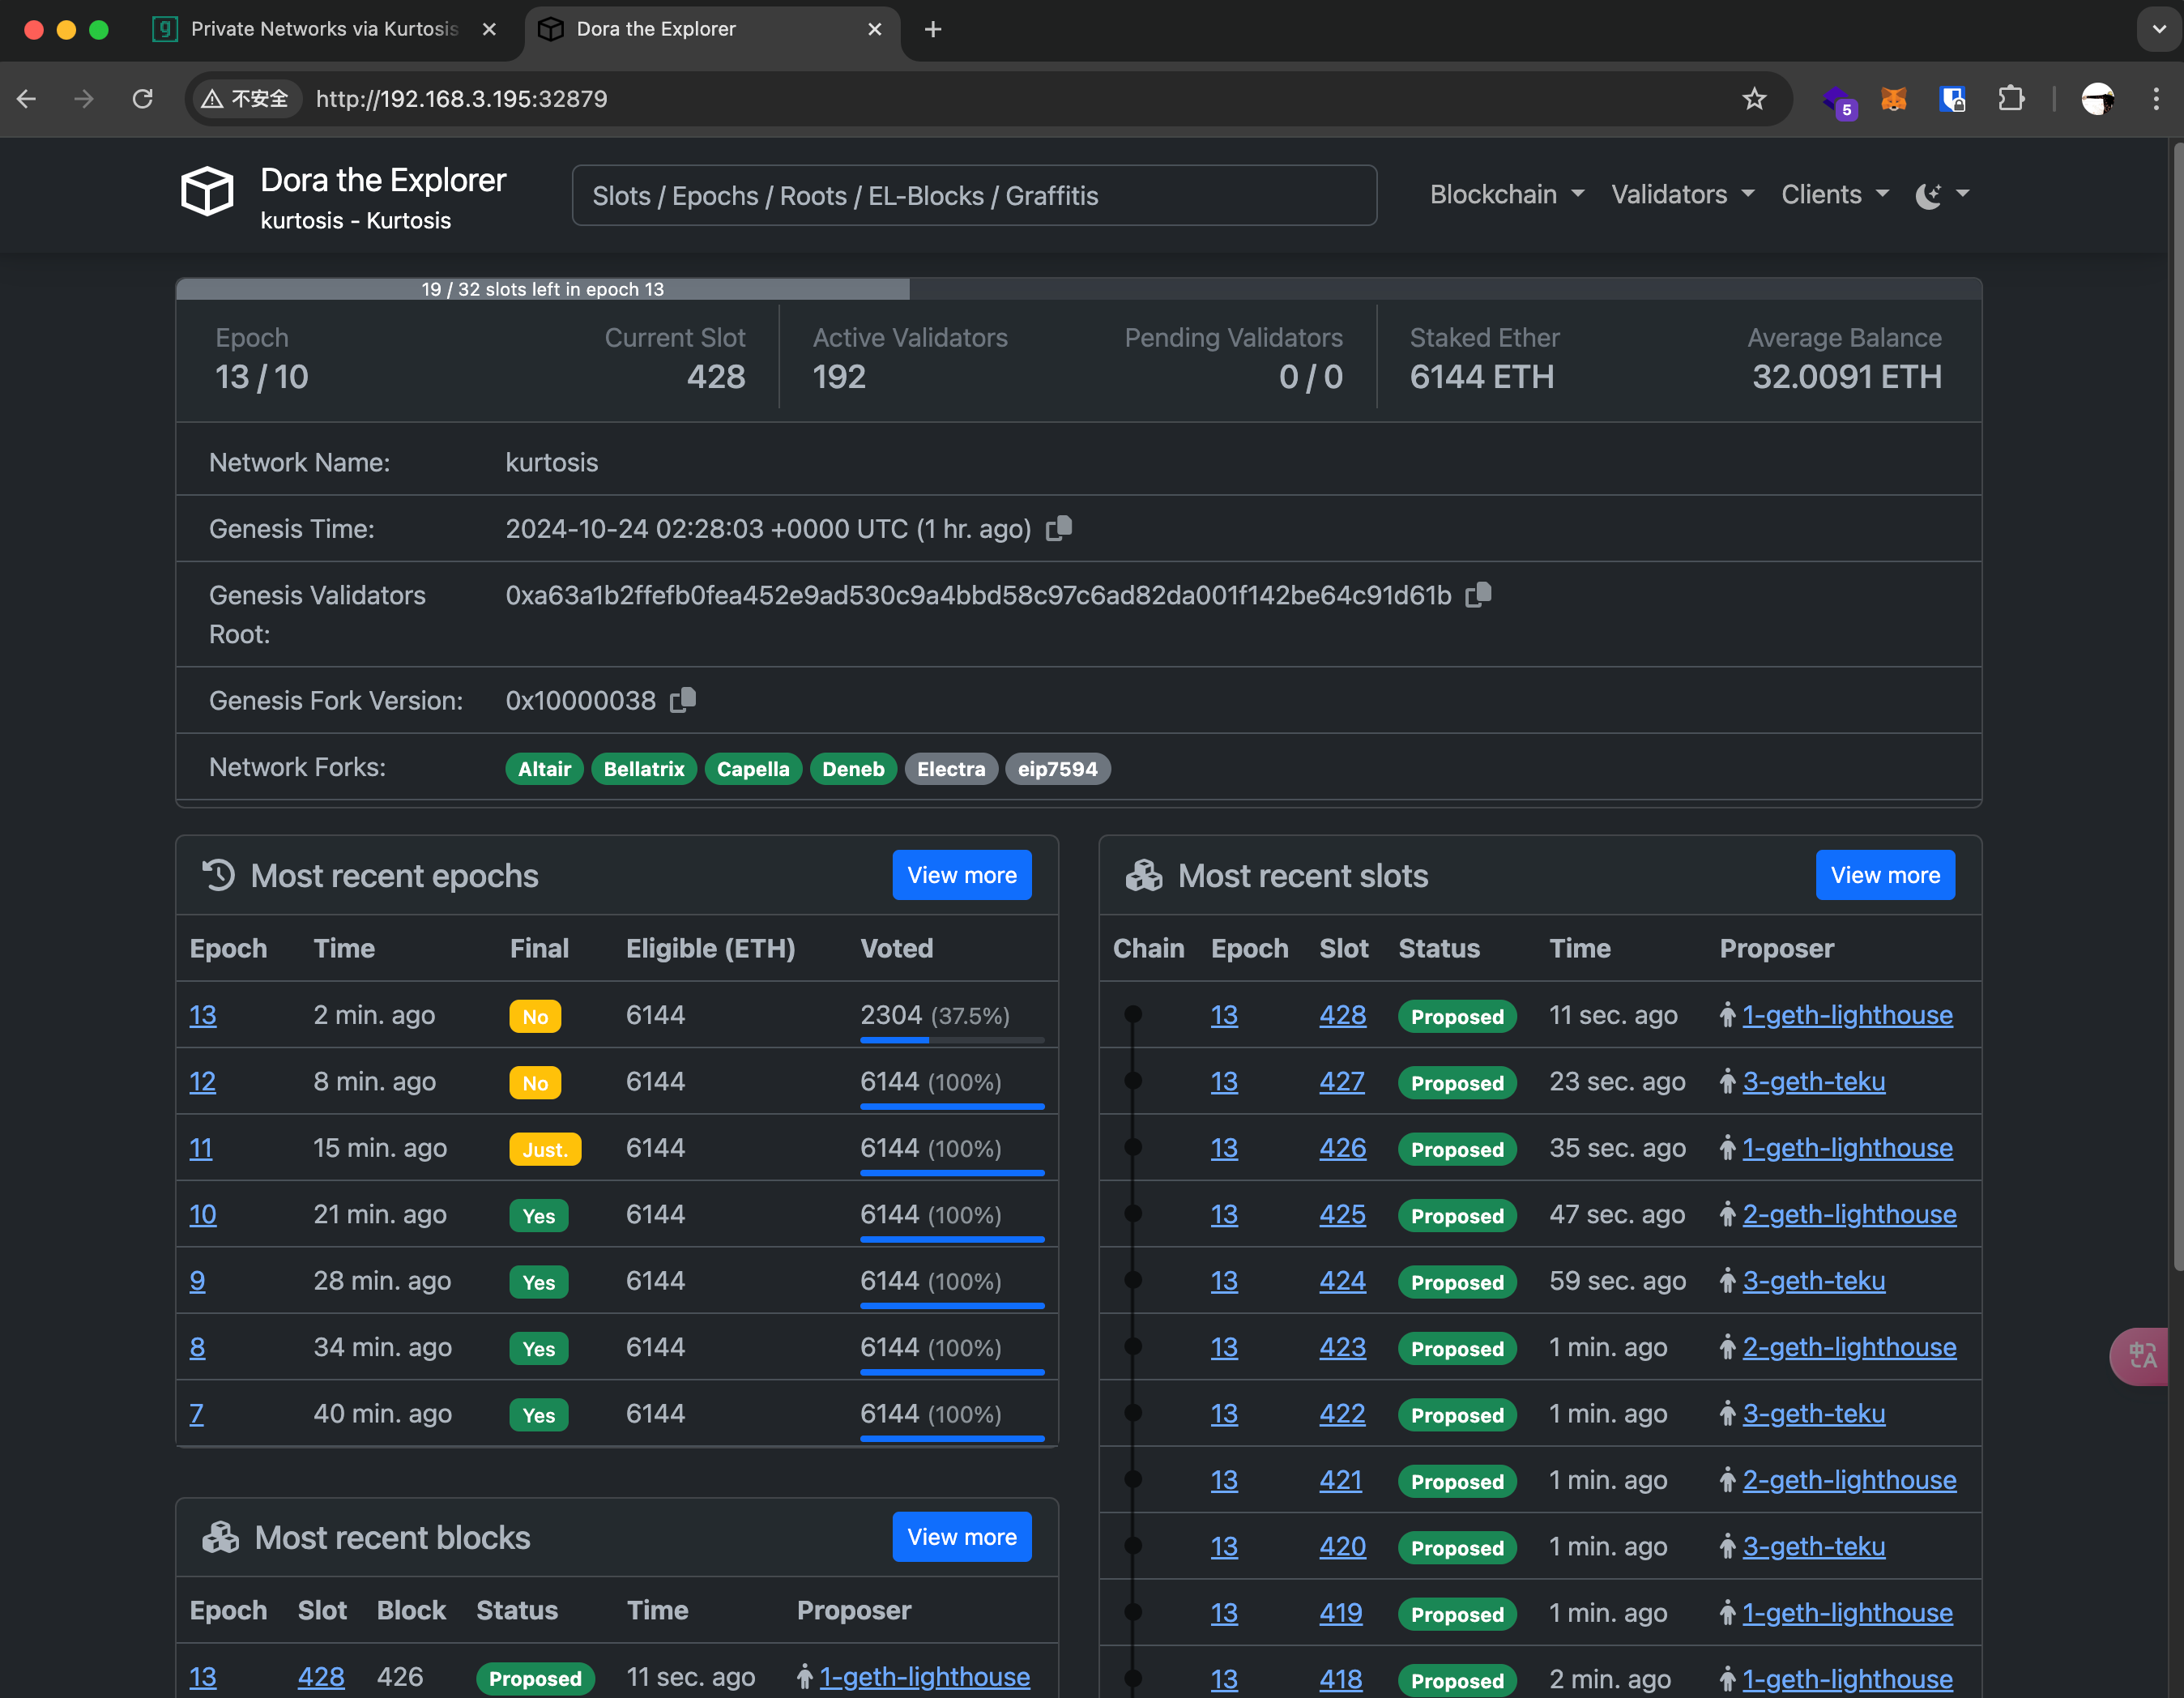 Private Networks via Kurtosis
Dora the Explorer
不安全 http://192.168.3.195:32879
5
Dora the Explorer
kurtosis - Kurtosis
Slots / Epochs / Roots / EL-Blocks / Graffitis
Blockchain Validators Clients
19 / 32 slots left in epoch 13
Epoch Current Slot Active Validators Pending Validators Staked Ether Average Balance
13 / 10 428 192 0 / 0 6144 ETH 32.0091 ETH
Network Name: kurtosis
Genesis Time: 2024-10-24 02:28:03 +0000 UTC (1 hr. ago)
Genesis Validators Root: 0xa63a1b2ffefb0fea452e9ad530c9a4bbd58c97c6ad82da001f142be64c91d61b
Genesis Fork Version: 0x10000038
Network Forks: Altair Bellatrix Capella Deneb Electra eip7594
Most recent epochs View more
Epoch Time Final Eligible (ETH) Voted
13 2 min. ago No 6144 2304 (37.5%)
12 8 min. ago No 6144 6144 (100%)
11 15 min. ago Just. 6144 6144 (100%)
10 21 min. ago Yes 6144 6144 (100%)
9 28 min. ago Yes 6144 6144 (100%)
8 34 min. ago Yes 6144 6144 (100%)
7 40 min. ago Yes 6144 6144 (100%)
Most recent blocks View more
Epoch Slot Block Status Time Proposer
13 428 426 Proposed 11 sec. ago 1-geth-lighthouse
Most recent slots View more
Chain Epoch Slot Status Time Proposer
13 428 Proposed 11 sec. ago 1-geth-lighthouse
13 427 Proposed 23 sec. ago 3-geth-teku
13 426 Proposed 35 sec. ago 1-geth-lighthouse
13 425 Proposed 47 sec. ago 2-geth-lighthouse
13 424 Proposed 59 sec. ago 3-geth-teku
13 423 Proposed 1 min. ago 2-geth-lighthouse
13 422 Proposed 1 min. ago 3-geth-teku
13 421 Proposed 1 min. ago 2-geth-lighthouse
13 420 Proposed 1 min. ago 3-geth-teku
13 419 Proposed 1 min. ago 1-geth-lighthouse
13 418 Proposed 2 min. ago 1-geth-lighthouse
中 A